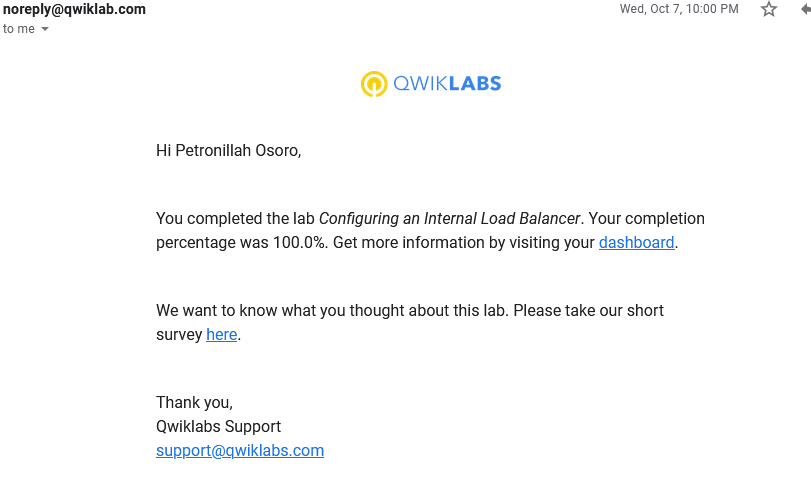 noreply@qwiklab.com
Wed, Oct 7, 10:00 PM
to me
QWIKLABS
Hi Petronillah Osoro,
You completed the lab Configuring an Internal Load Balancer. Your completion
percentage was 100.0%. Get more information by visiting your dashboard.
We want to know what you thought about this lab. Please take our short
survey here.
Thank you,
Qwiklabs Support
support@qwiklabs.com